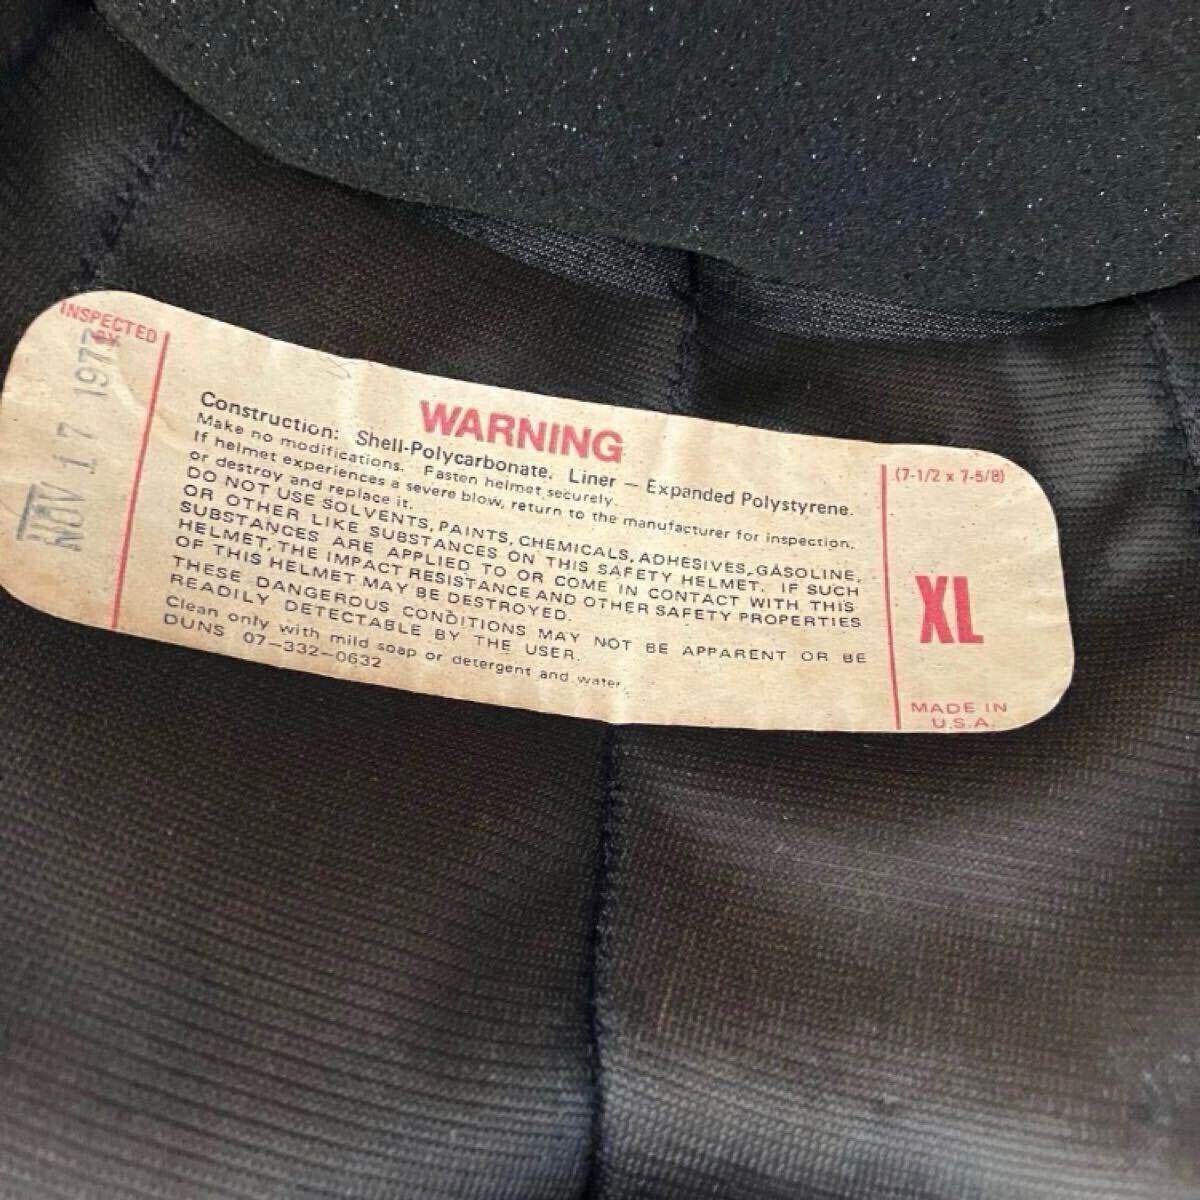 INSPECTED
BY
NOV 17 1977
WARNING
Construction: Shell-Polycarbonate. Liner – Expanded Polystyrene.
Make no modifications. Fasten helmet securely.
If helmet experiences a severe blow, return to the manufacturer for inspection.
or destroy and replace it.
DO NOT USE SOLVENTS, PAINTS, CHEMICALS, ADHESIVES, GASOLINE,
OR OTHER LIKE SUBSTANCES ON THIS SAFETY HELMET. IF SUCH
SUBSTANCES ARE APPLIED TO OR COME IN CONTACT WITH THIS
HELMET, THE IMPACT RESISTANCE AND OTHER SAFETY PROPERTIES
OF THIS HELMET MAY BE DESTROYED.
THESE DANGEROUS CONDITIONS MAY NOT BE APPARENT OR BE
READILY DETECTABLE BY THE USER.
Clean only with mild soap or detergent and water.
DUNS 07-332-0632
(7-1/2 x 7-5/8)
XL
MADE IN
U.S.A.